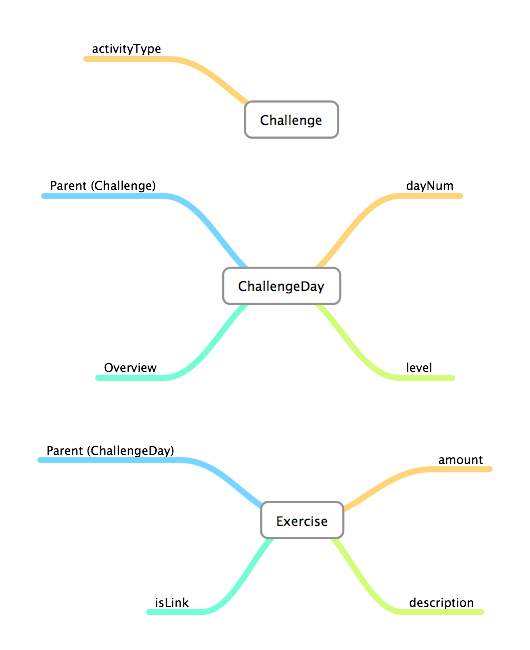 activityType
Challenge
Parent (Challenge)
dayNum
ChallengeDay
Overview
level
Parent (ChallengeDay)
amount
Exercise
isLink
description